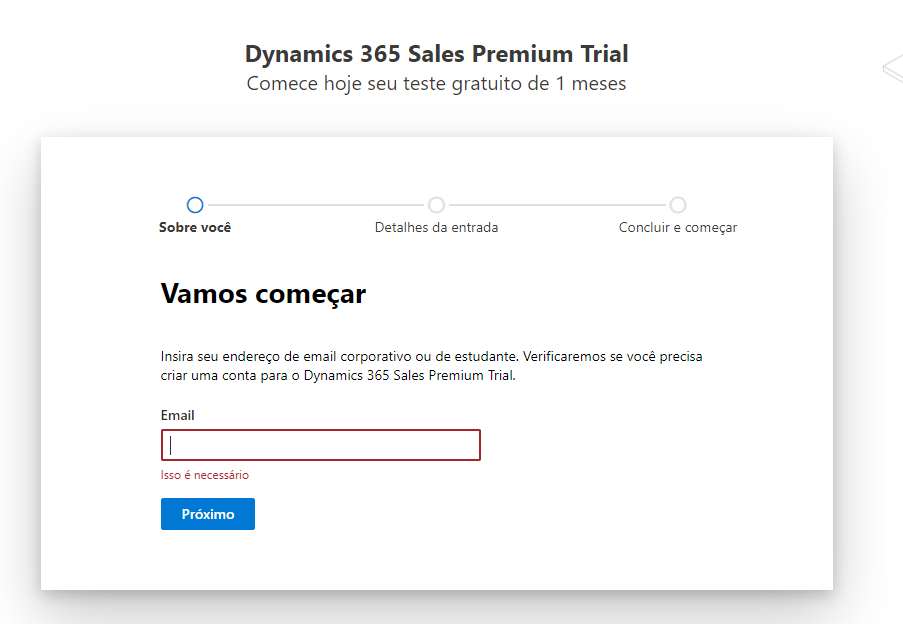 Dynamics 365 Sales Premium Trial
Comece hoje seu teste gratuito de 1 meses
Sobre você
Detalhes da entrada
Concluir e começar
Vamos começar
Insira seu endereço de email corporativo ou de estudante. Verificaremos se você precisa
criar uma conta para o Dynamics 365 Sales Premium Trial.
Email
Isso é necessário
Próximo